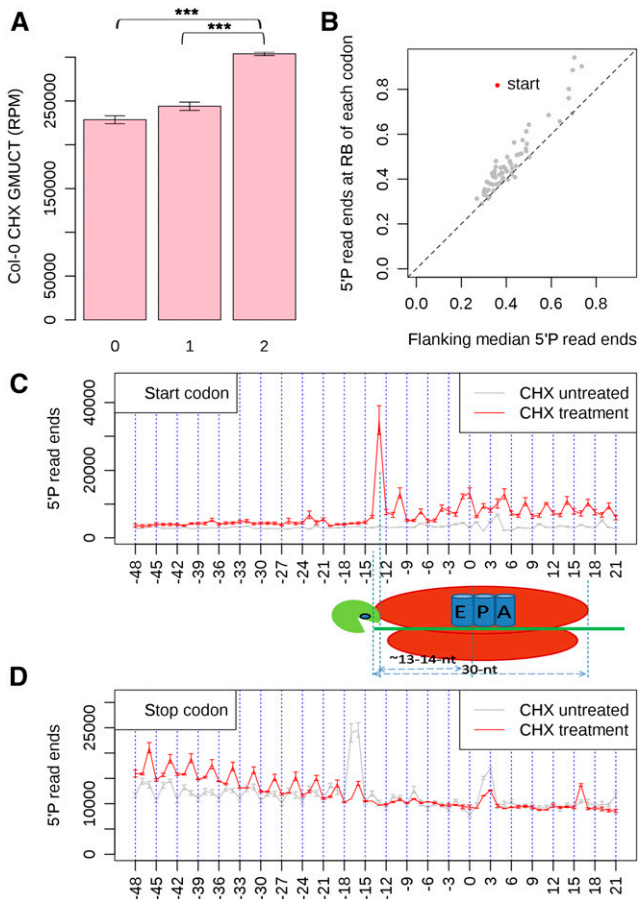 A
***
***
Col-0 CHX GMUCT (RPM)
0
50000
150000
250000
0 1 2
B
5'P read ends at RB of each codon
0.0
0.2
0.4
0.6
0.8
start
0.0 0.2 0.4 0.6 0.8
Flanking median 5'P read ends
C
Start codon
CHX untreated
CHX treatment
5'P read ends
0
10000
20000
40000
-48 -45 -42 -39 -36 -33 -30 -27 -24 -21 -18 -15 -12 -9 -6 -3 0 3 6 9 12 15 18 21
E P A
~13-14-nt
30-nt
D
Stop codon
CHX untreated
CHX treatment
5'P read ends
0
10000
25000
-48 -45 -42 -39 -36 -33 -30 -27 -24 -21 -18 -15 -12 -9 -6 -3 0 3 6 9 12 15 18 21